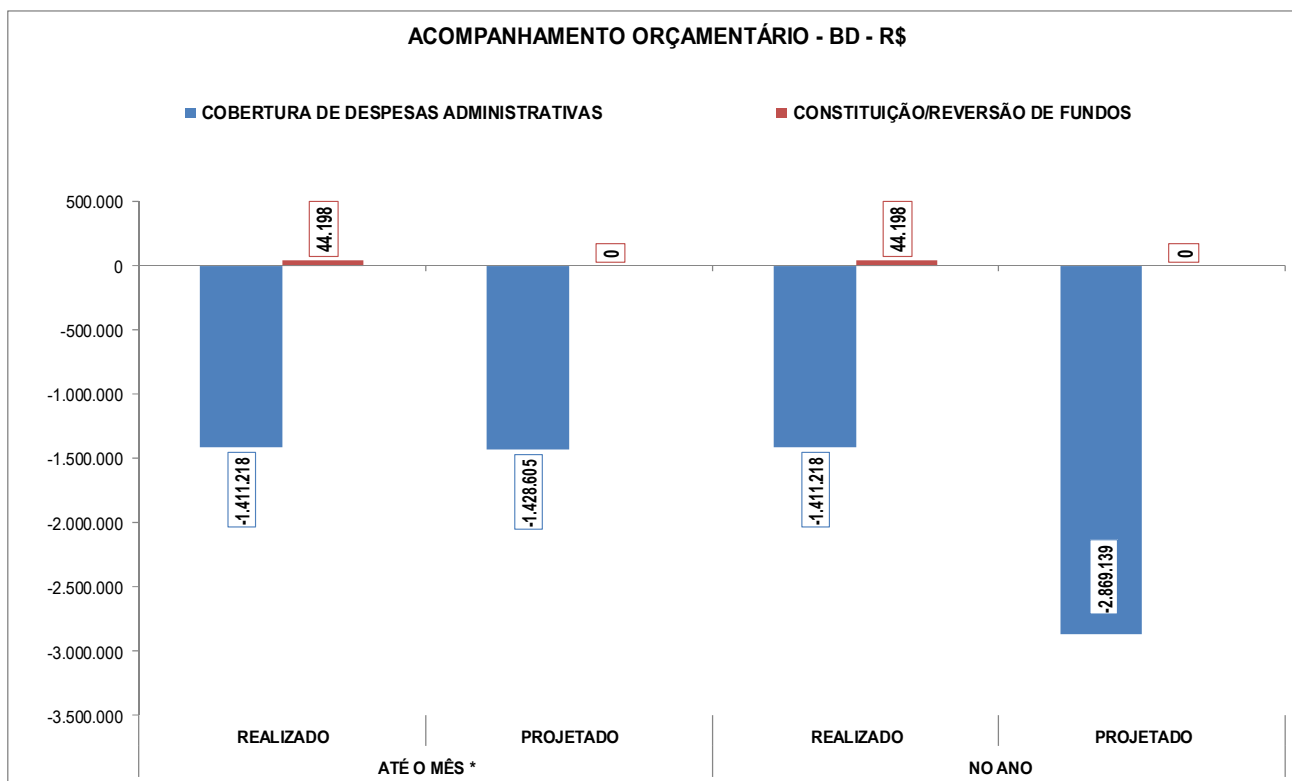 ACOMPANHAMENTO ORÇAMENTÁRIO - BD - R$
COBERTURA DE DESPESAS ADMINISTRATIVAS
CONSTITUIÇÃO/REVERSÃO DE FUNDOS
500.000
0
-500.000
-1.000.000
-1.500.000
-2.000.000
-2.500.000
-3.000.000
-3.500.000
-1.411.218
44.198
-1.428.605
0
-1.411.218
44.198
-2.869.139
0
REALIZADO
PROJETADO
REALIZADO
PROJETADO
ATÉ O MÊS *
NO ANO